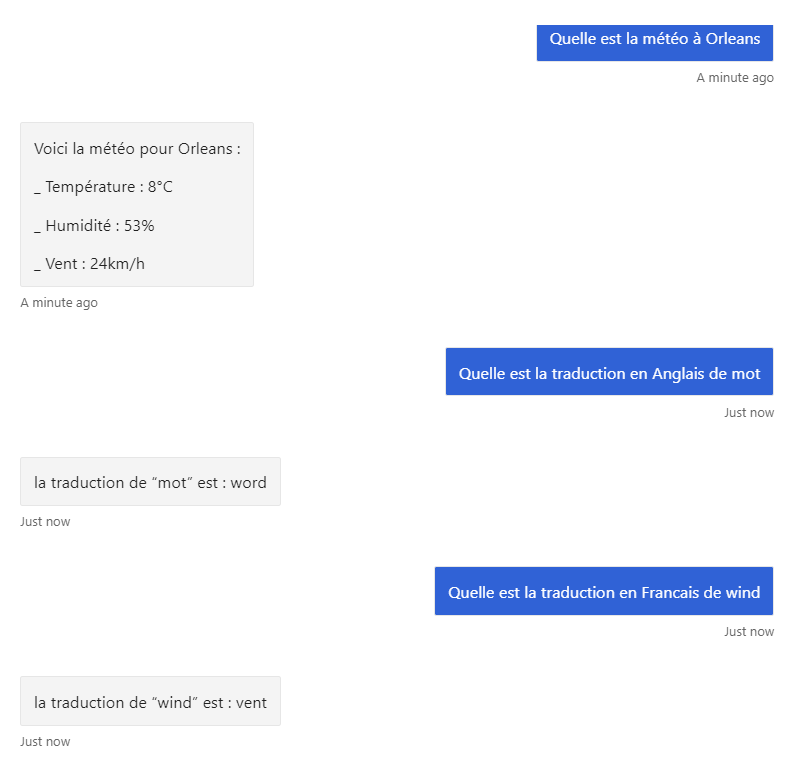 Quelle est la météo à Orleans
A minute ago
Voici la météo pour Orleans :
_ Température : 8°C
_ Humidité : 53%
_ Vent : 24km/h
A minute ago
Quelle est la traduction en Anglais de mot
Just now
la traduction de “mot” est : word
Just now
Quelle est la traduction en Francais de wind
Just now
la traduction de “wind” est : vent
Just now